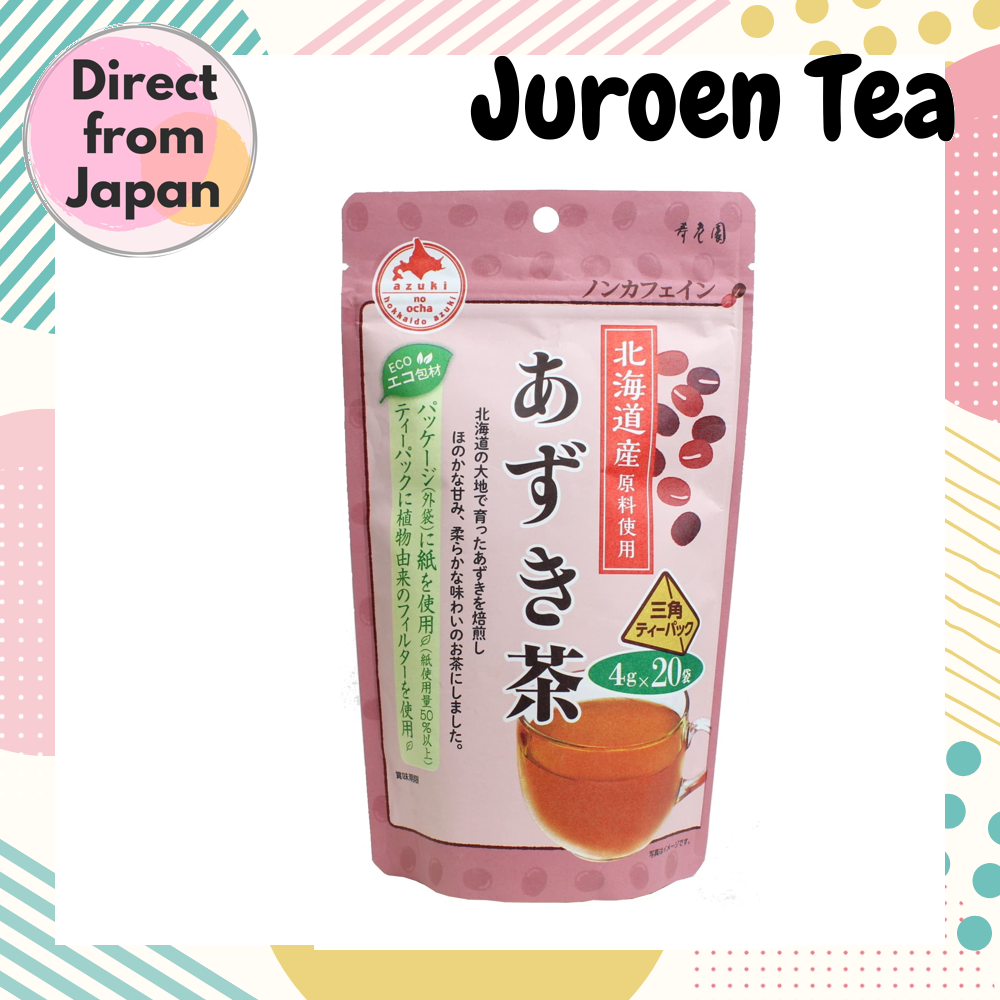 Direct
from
Japan
Juroen Tea
寿老園
azuki
no
ocha
hokkaido azuki
ノンカフェイン
北海道産原料使用
あずき茶
北海道の大地で育ったあずきを焙煎し
ほのかな甘み、柔らかな味わいのお茶にしました。
ECO
エコ包材
パッケージ(外袋)に紙を使用(紙使用量50%以上)
ティーパックに植物由来のフィルターを使用
三角
ティーパック
4g×20袋
賞味期限
写真はイメージです。